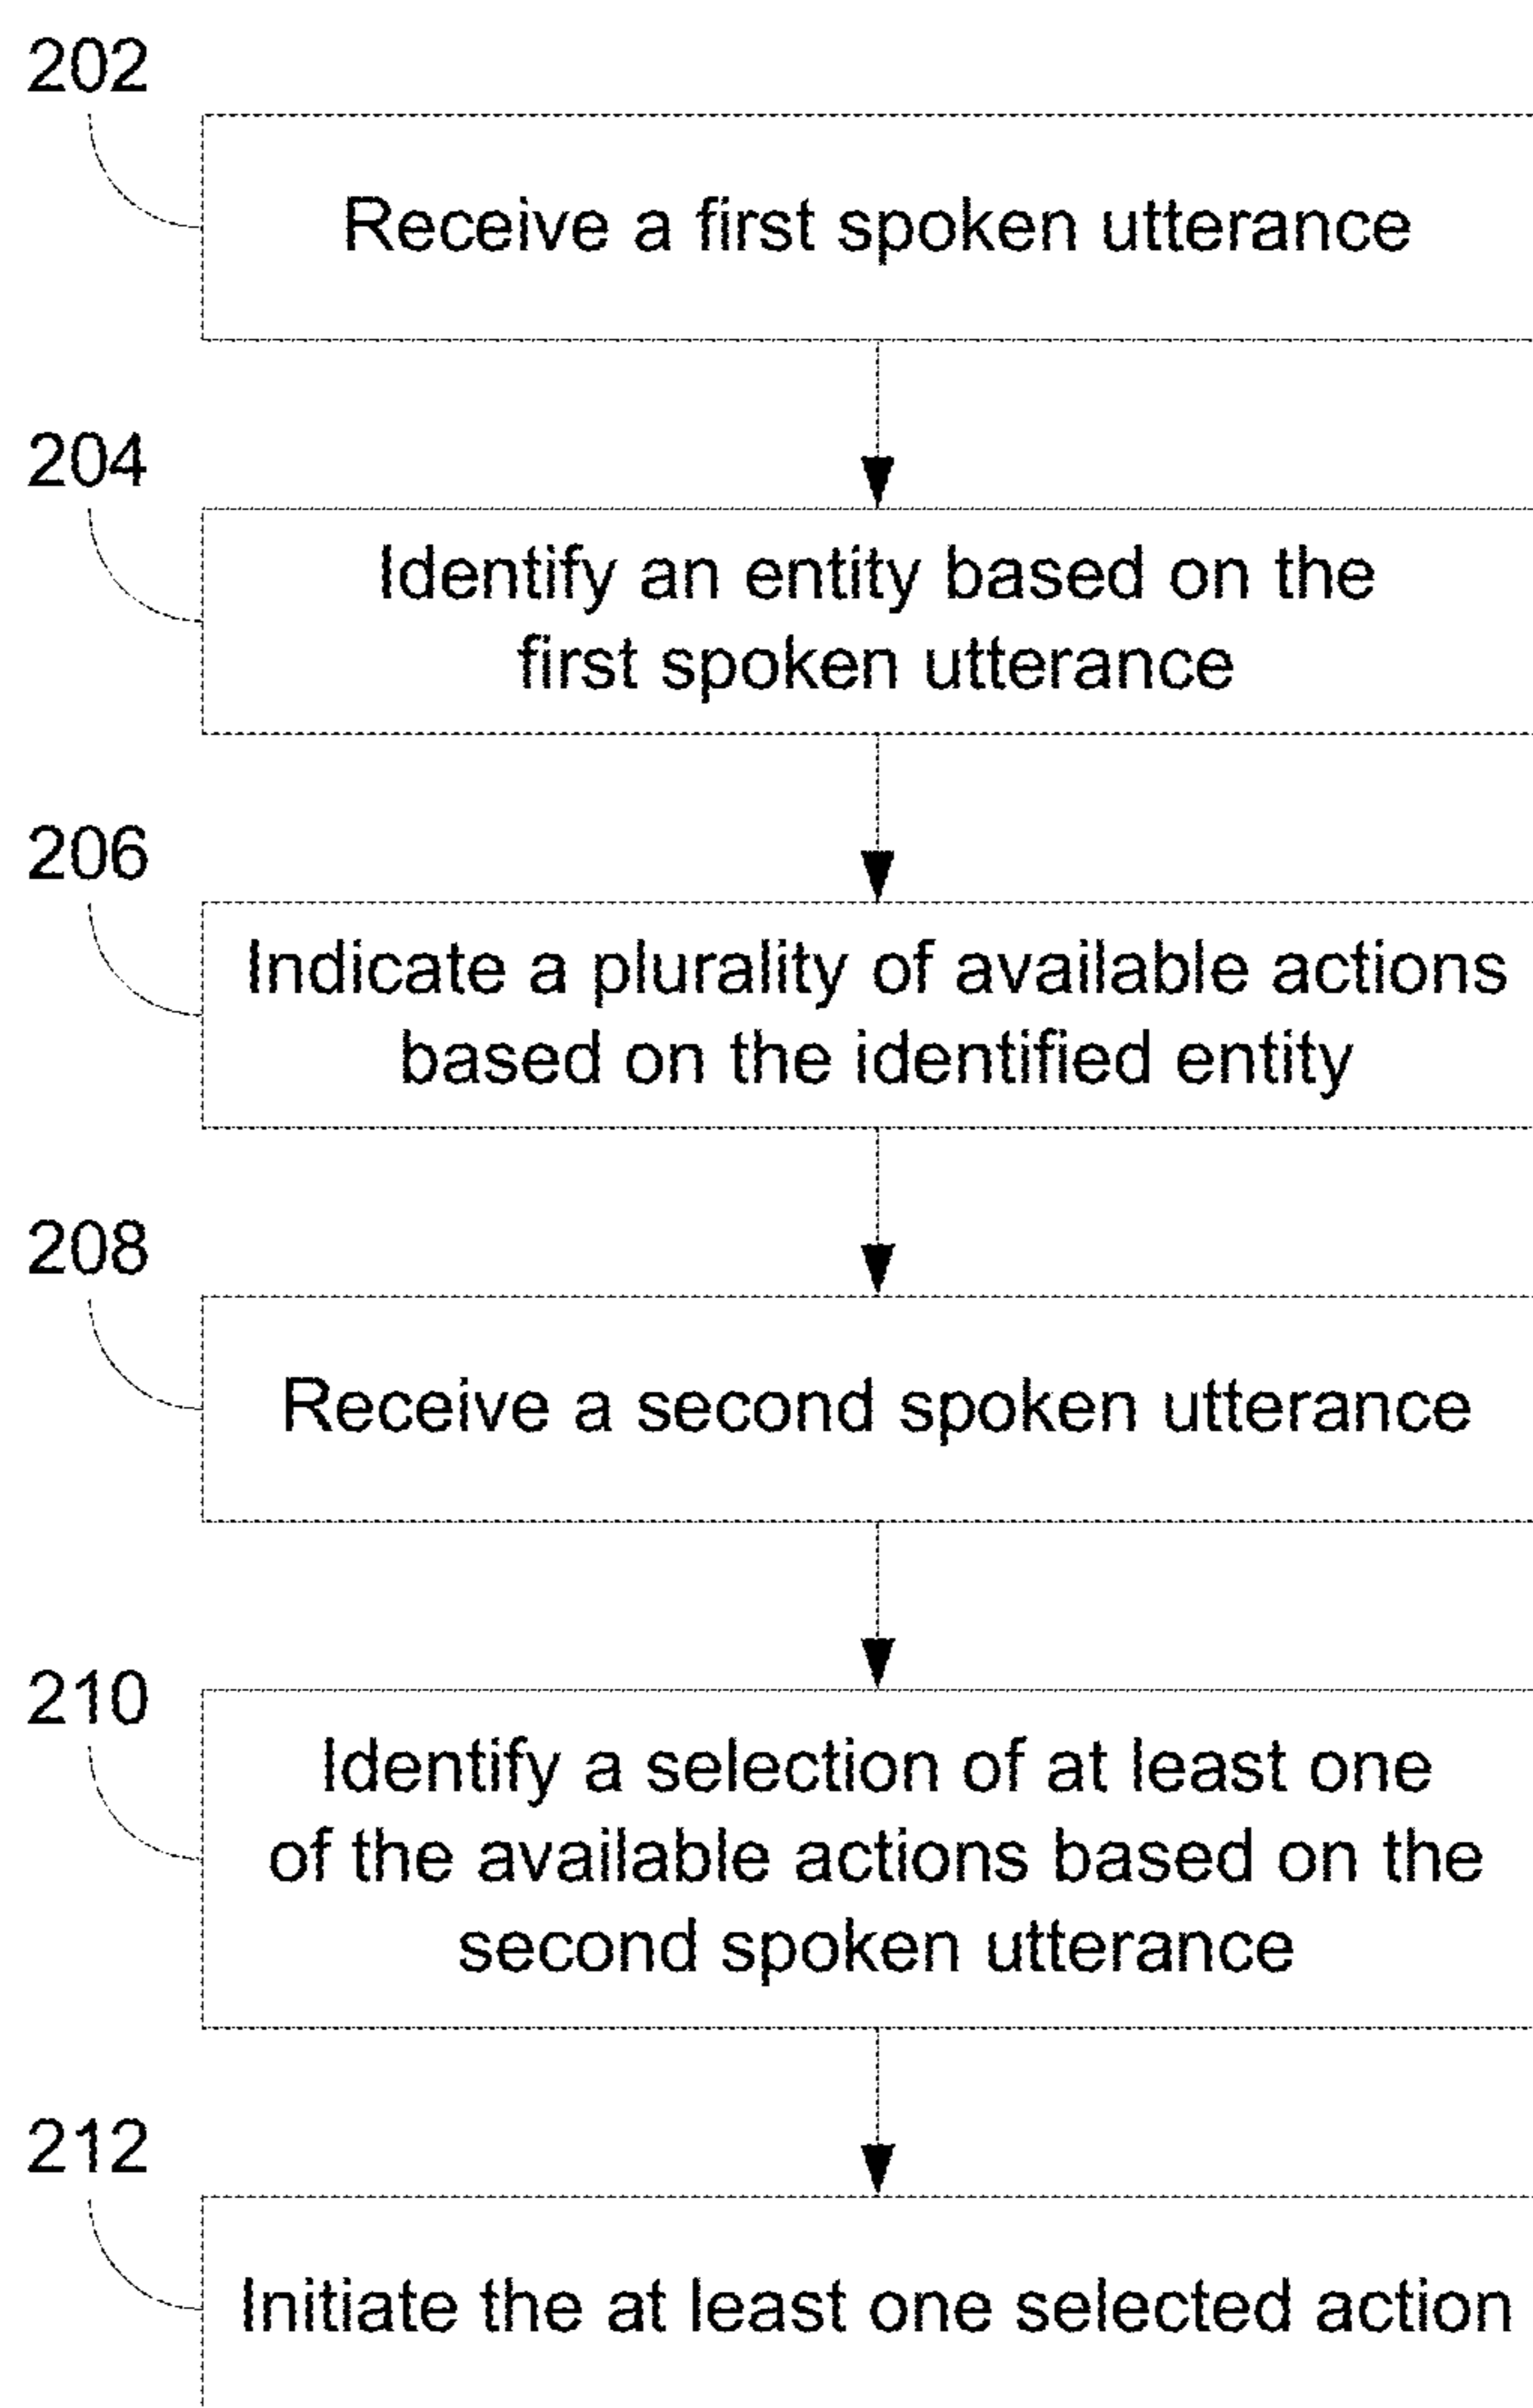 202
Receive a first spoken utterance
204
Identify an entity based on the
first spoken utterance
206
Indicate a plurality of available actions
based on the identified entity
208
Receive a second spoken utterance
210
Identify a selection of at least one
of the available actions based on the
second spoken utterance
212
Initiate the at least one selected action